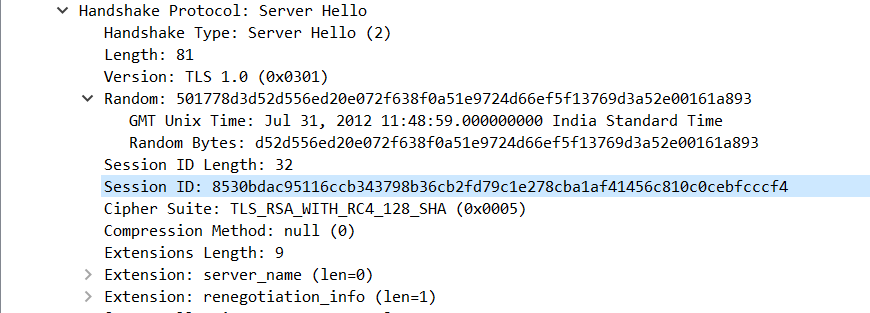 Handshake Protocol: Server Hello
Handshake Type: Server Hello (2)
Length: 81
Version: TLS 1.0 (0x0301)
Random: 501778d3d52d556ed20e072f638f0a51e9724d66ef5f13769d3a52e00161a893
GMT Unix Time: Jul 31, 2012 11:48:59.000000000 India Standard Time
Random Bytes: d52d556ed20e072f638f0a51e9724d66ef5f13769d3a52e00161a893
Session ID Length: 32
Session ID: 8530bdac95116ccb343798b36cb2fd79c1e278cba1af41456c810c0cebfcccf4
Cipher Suite: TLS_RSA_WITH_RC4_128_SHA (0x0005)
Compression Method: null (0)
Extensions Length: 9
Extension: server_name (len=0)
Extension: renegotiation_info (len=1)